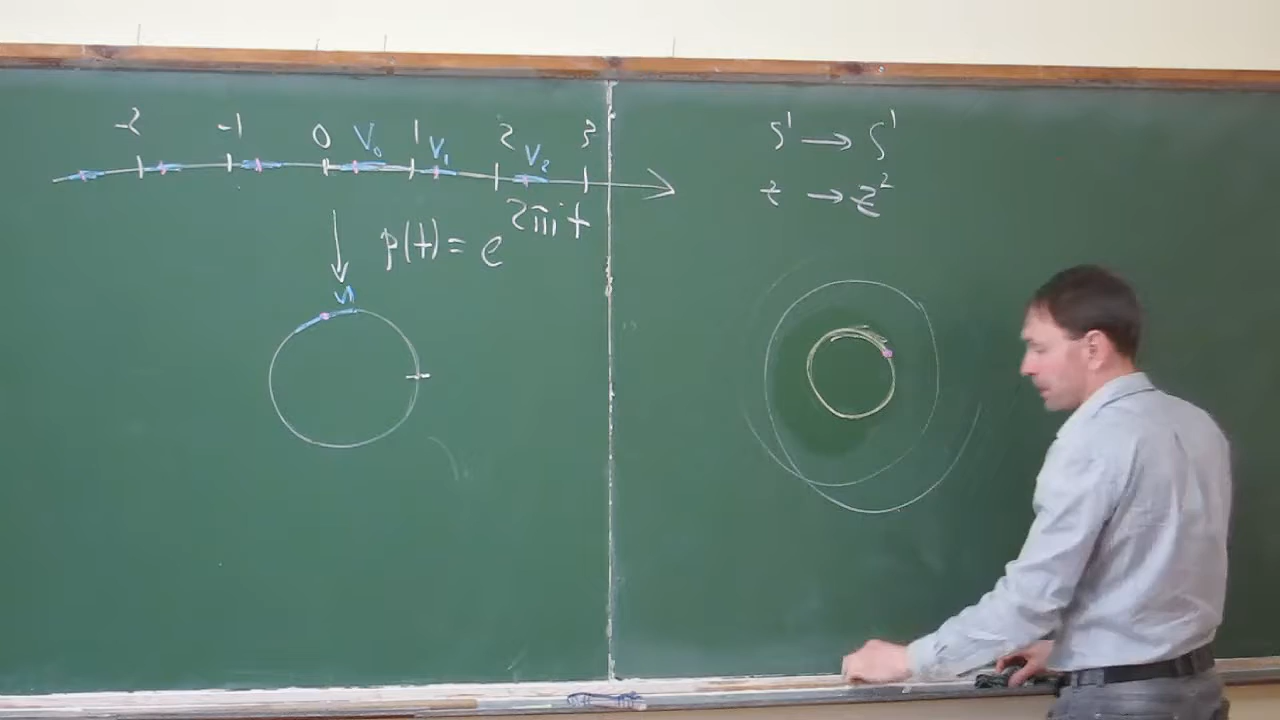 -2 -1 0 V₀ 1 V₁ 2 V₂ 3
p(t) = e^{2πit}
U
S¹ → S¹
z → z²